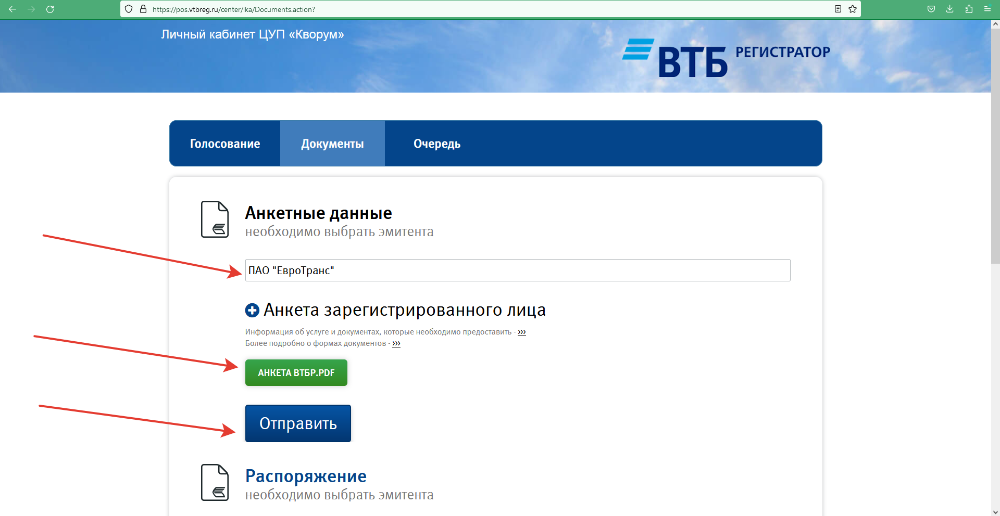 https://pos.vtbreg.ru/center/lka/Documents.action?
Личный кабинет ЦУП «Кворум»
ВТБ РЕГИСТРАТОР
Голосование
Документы
Очередь
Анкетные данные
необходимо выбрать эмитента
ПАО "ЕвроТранс"
Анкета зарегистрированного лица
Информация об услуге и документах, которые необходимо предоставить - »›
Более подробно о формах документов - »›
АНКЕТА ВТБР.PDF
Отправить
Распоряжение
необходимо выбрать эмитента